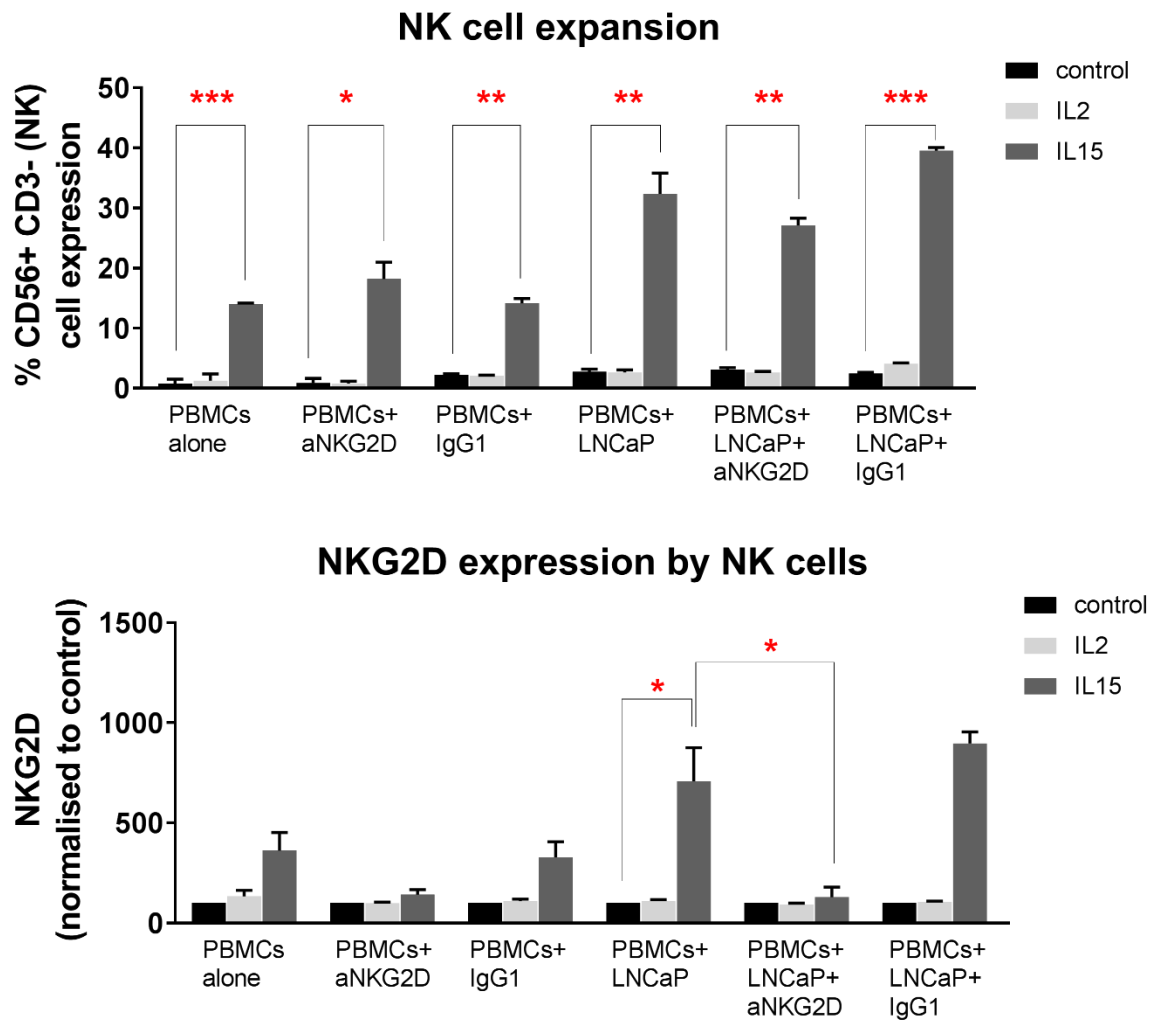 NK cell expansion
% CD56+ CD3- (NK)
cell expression
50
40
30
20
10
0
*** * ** ** ** ***
control
IL2
IL15
PBMCs
alone
PBMCs+
aNKG2D
PBMCs+
IgG1
PBMCs+
LNCaP
PBMCs+
LNCaP+
aNKG2D
PBMCs+
LNCaP+
IgG1
NKG2D expression by NK cells
NKG2D
(normalised to control)
1500
1000
500
0
* *
control
IL2
IL15
PBMCs
alone
PBMCs+
aNKG2D
PBMCs+
IgG1
PBMCs+
LNCaP
PBMCs+
LNCaP+
aNKG2D
PBMCs+
LNCaP+
IgG1